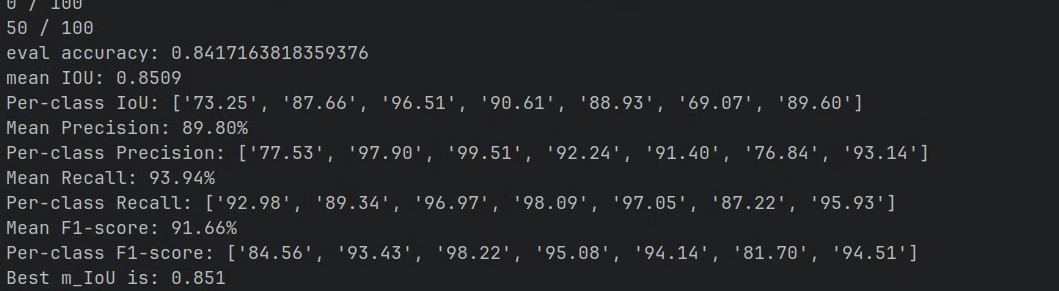 0 / 100
50 / 100
eval accuracy: 0.8417163818359376
mean IOU: 0.8509
Per-class IoU: ['73.25', '87.66', '96.51', '90.61', '88.93', '69.07', '89.60']
Mean Precision: 89.80%
Per-class Precision: ['77.53', '97.90', '99.51', '92.24', '91.40', '76.84', '93.14']
Mean Recall: 93.94%
Per-class Recall: ['92.98', '89.34', '96.97', '98.09', '97.05', '87.22', '95.93']
Mean F1-score: 91.66%
Per-class F1-score: ['84.56', '93.43', '98.22', '95.08', '94.14', '81.70', '94.51']
Best m_IoU is: 0.851